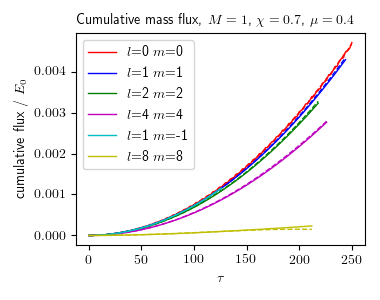 Cumulative mass flux, M = 1, χ = 0.7, μ = 0.4
l=0 m=0
l=1 m=1
l=2 m=2
l=4 m=4
l=1 m=-1
l=8 m=8
cumulative flux / E₀
0.004
0.003
0.002
0.001
0.000
0 50 100 150 200 250
τ